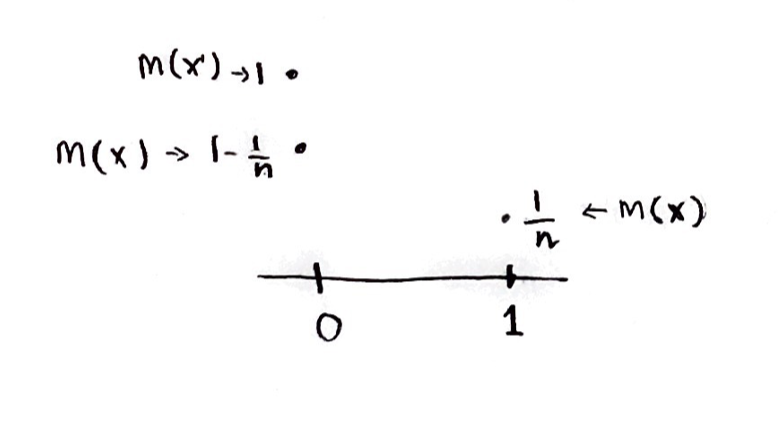 m(x') → 1
m(x) → 1 - 1/n
1/n ← m(x)
0 1